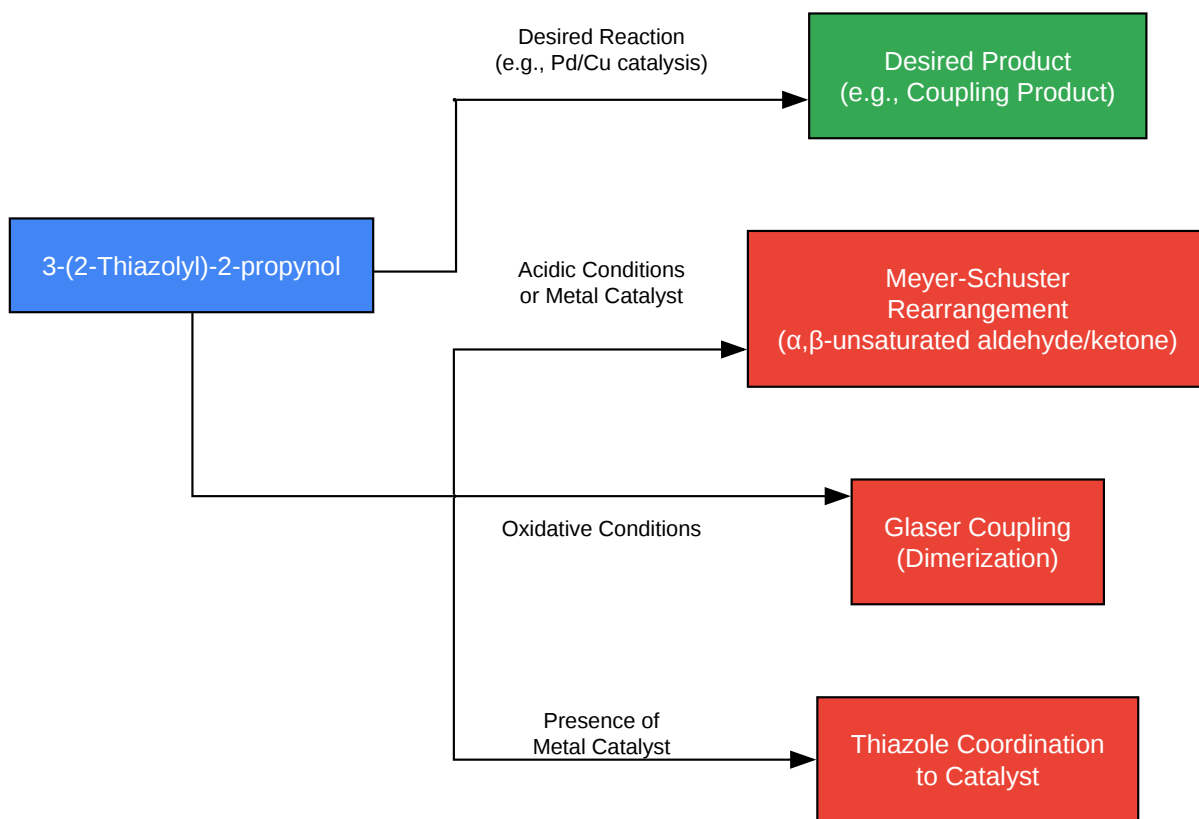 Desired Reaction
(e.g., Pd/Cu catalysis)
Desired Product
(e.g., Coupling Product)
3-(2-Thiazolyl)-2-propynol
Acidic Conditions
or Metal Catalyst
Meyer-Schuster
Rearrangement
(α,β-unsaturated aldehyde/ketone)
Oxidative Conditions
Glaser Coupling
(Dimerization)
Presence of
Metal Catalyst
Thiazole Coordination
to Catalyst